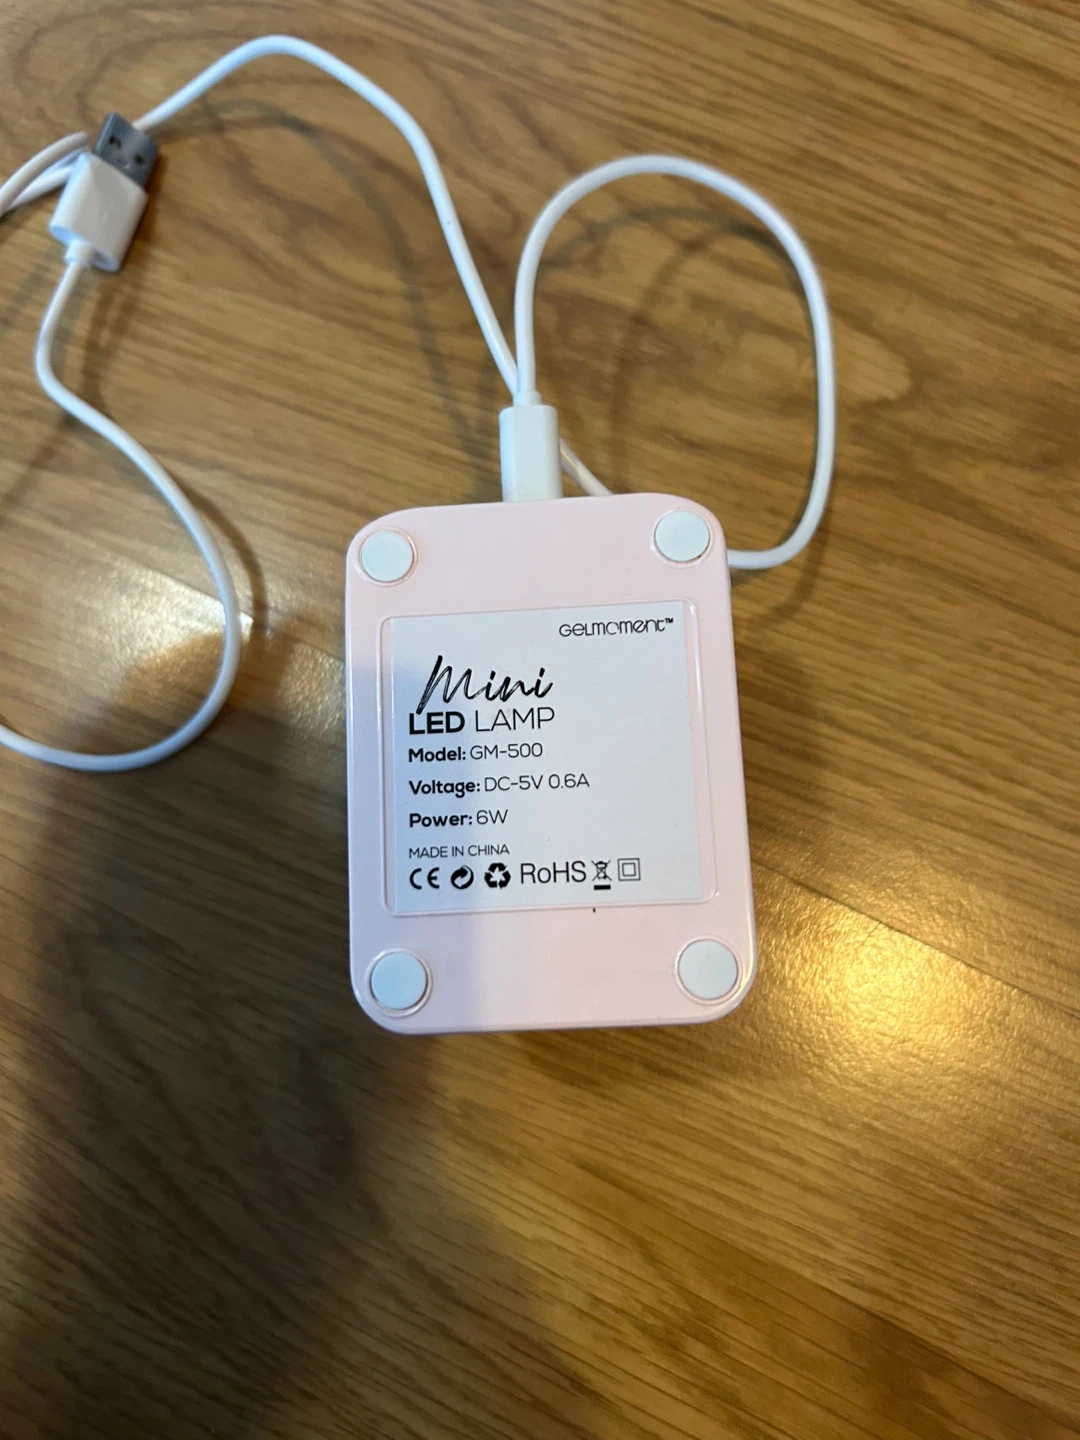 GELMOMENT™
Mini
LED LAMP
Model: GM-500
Voltage: DC-5V 0.6A
Power: 6W
MADE IN CHINA
CE RoHS